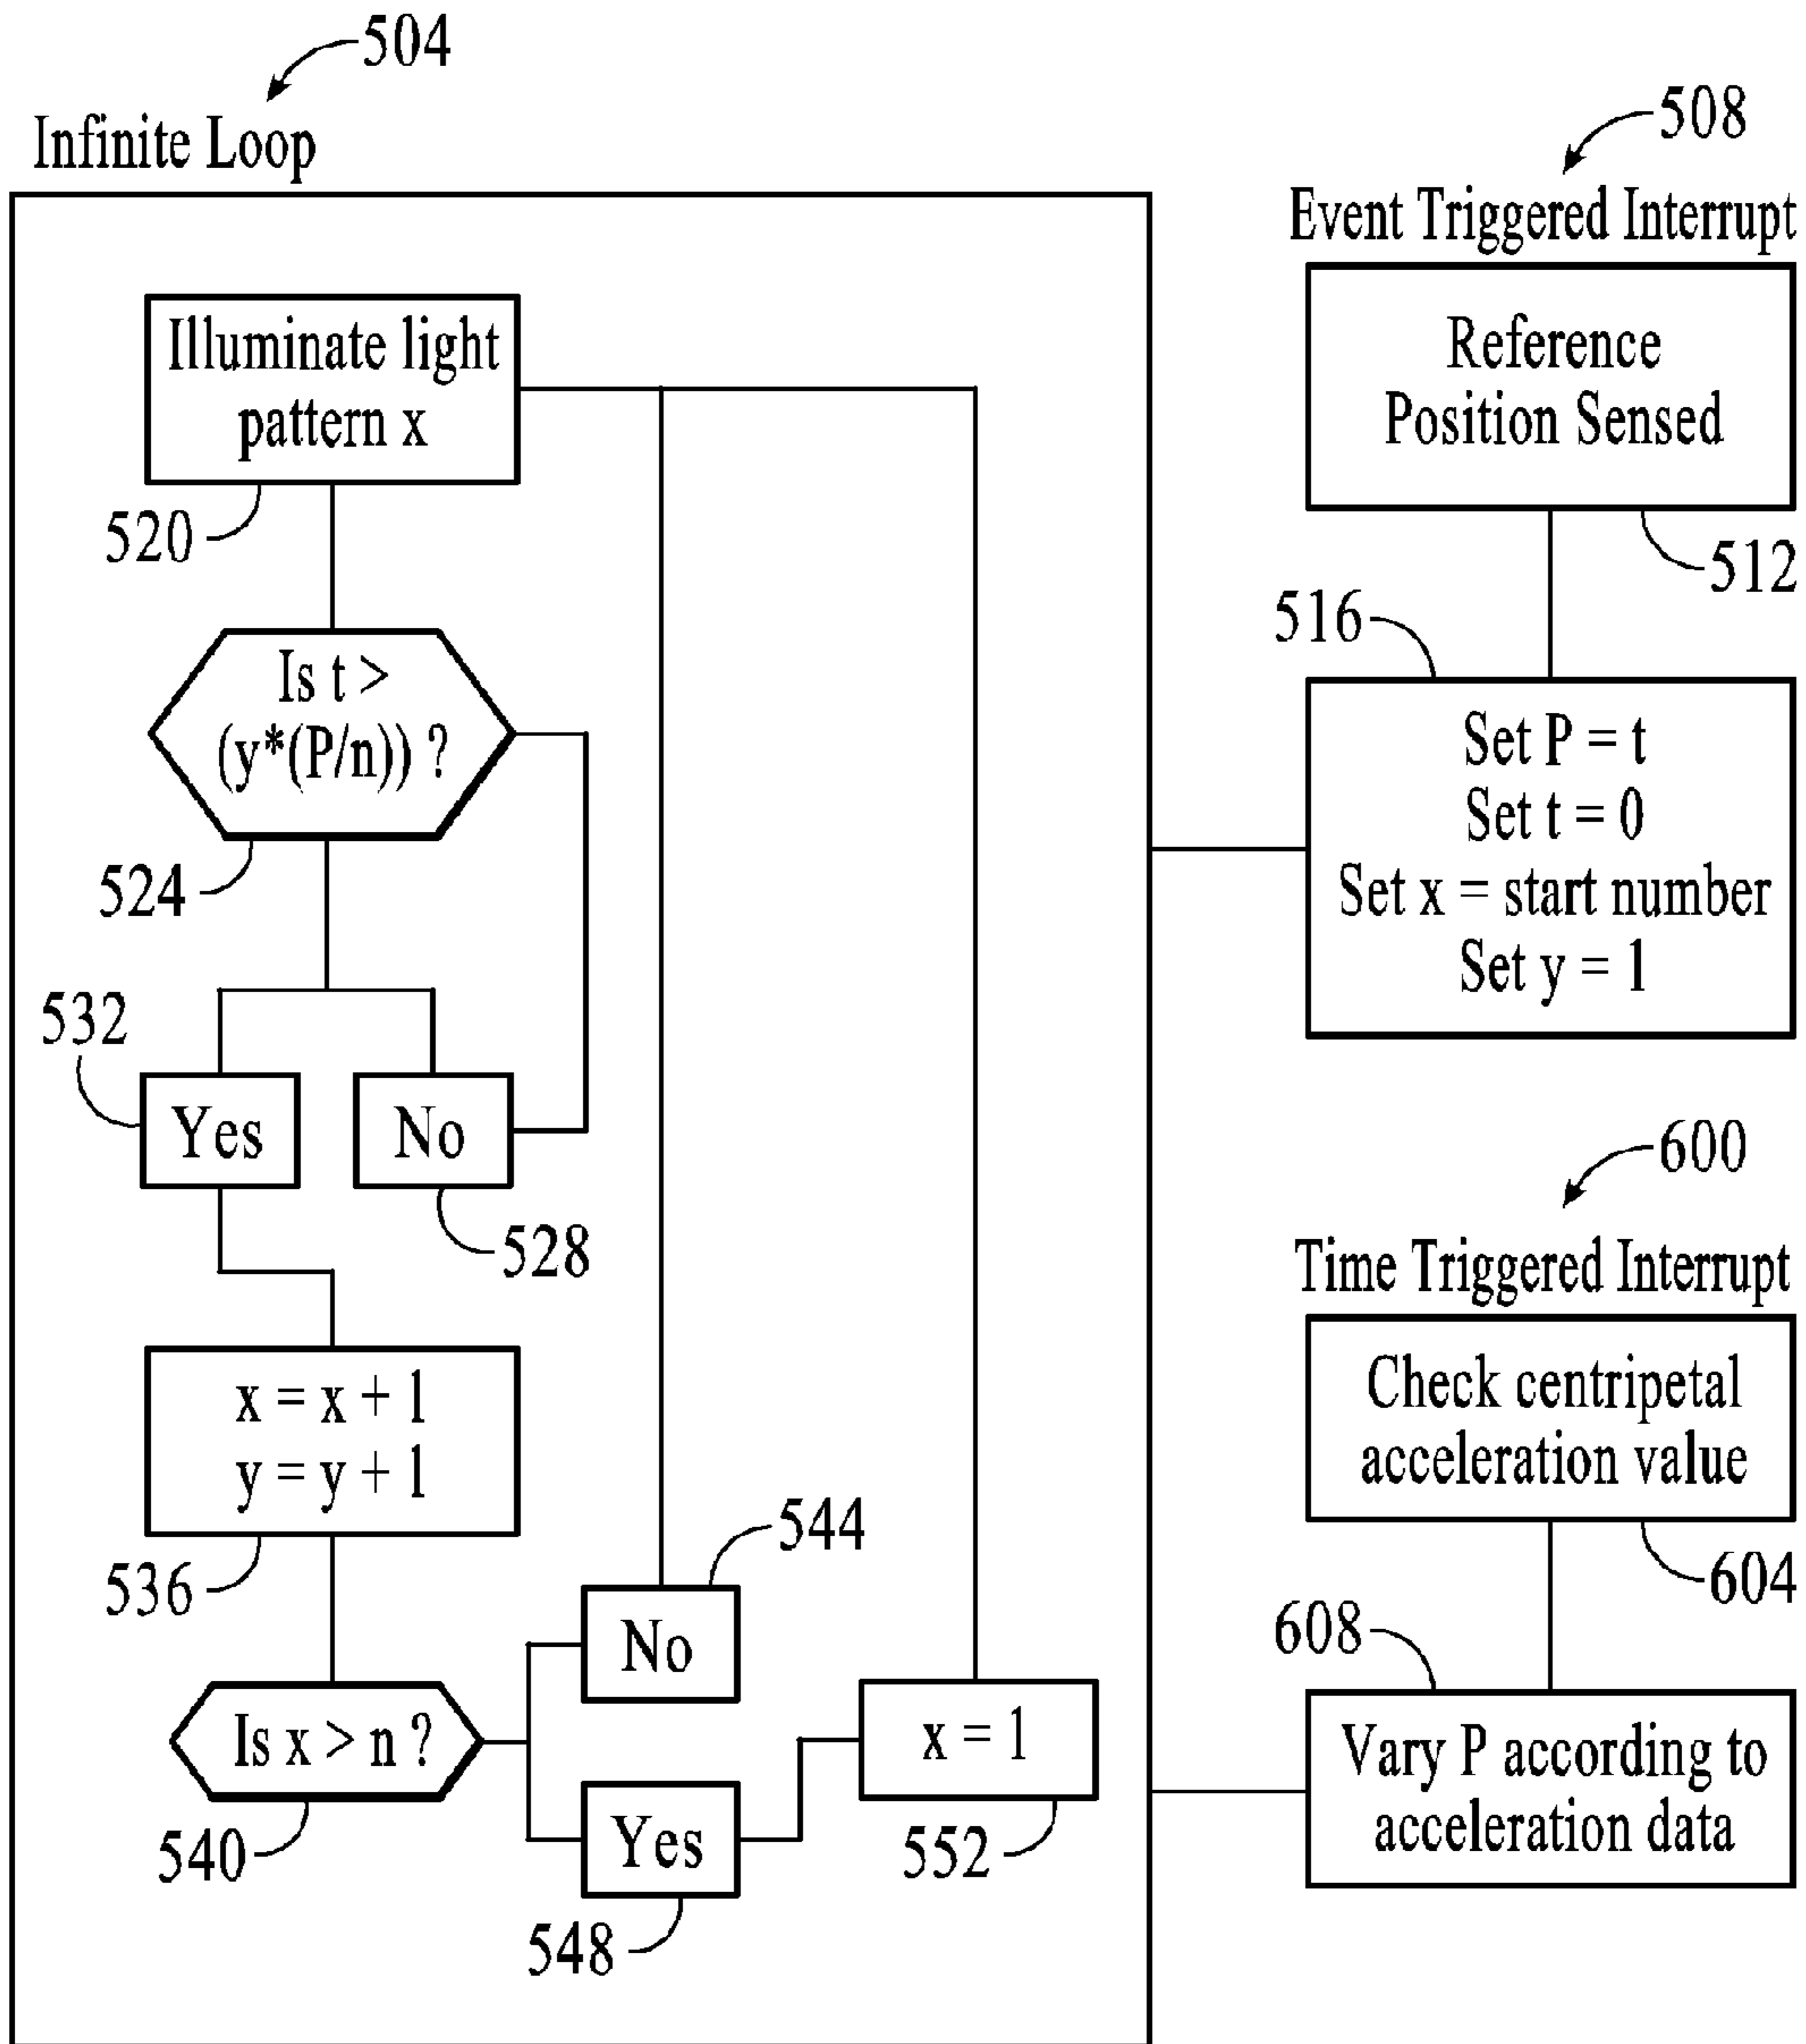 504
Infinite Loop
Illuminate light
pattern x
520
Is t >
(y*(P/n)) ?
524
532
Yes
No
528
x = x + 1
y = y + 1
536
544
No
Is x > n ?
540
Yes
548
x = 1
552
508
Event Triggered Interrupt
Reference
Position Sensed
512
516
Set P = t
Set t = 0
Set x = start number
Set y = 1
600
Time Triggered Interrupt
Check centripetal
acceleration value
604
608
Vary P according to
acceleration data